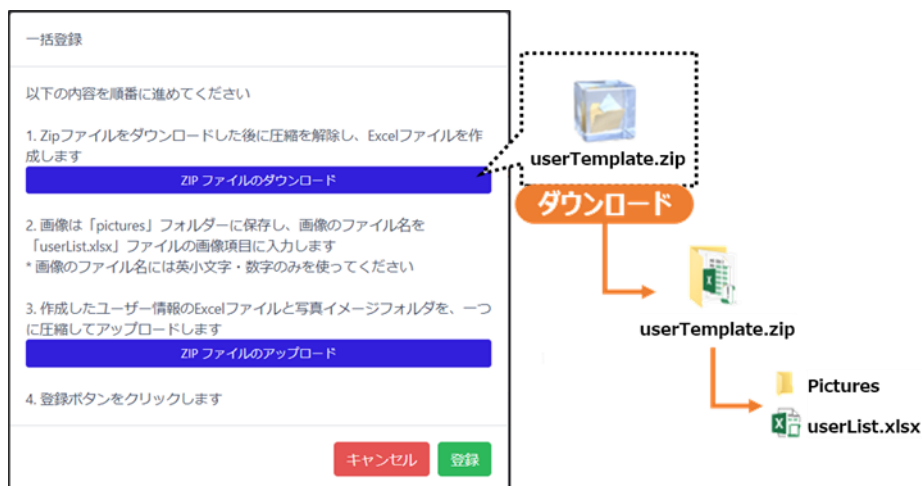 一括登録
以下の内容を順番に進めてください
1. Zipファイルをダウンロードした後に圧縮を解除し、Excelファイルを作
成します
ZIP ファイルのダウンロード
2. 画像は「pictures」フォルダーに保存し、画像のファイル名を
「userList.xlsx」ファイルの画像項目に入力します
* 画像のファイル名には英小文字・数字のみを使ってください
3. 作成したユーザー情報のExcelファイルと写真イメージフォルダを、一つ
に圧縮してアップロードします
ZIP ファイルのアップロード
4. 登録ボタンをクリックします
キャンセル
登録
userTemplate.zip
ダウンロード
userTemplate.zip
Pictures
userList.xlsx